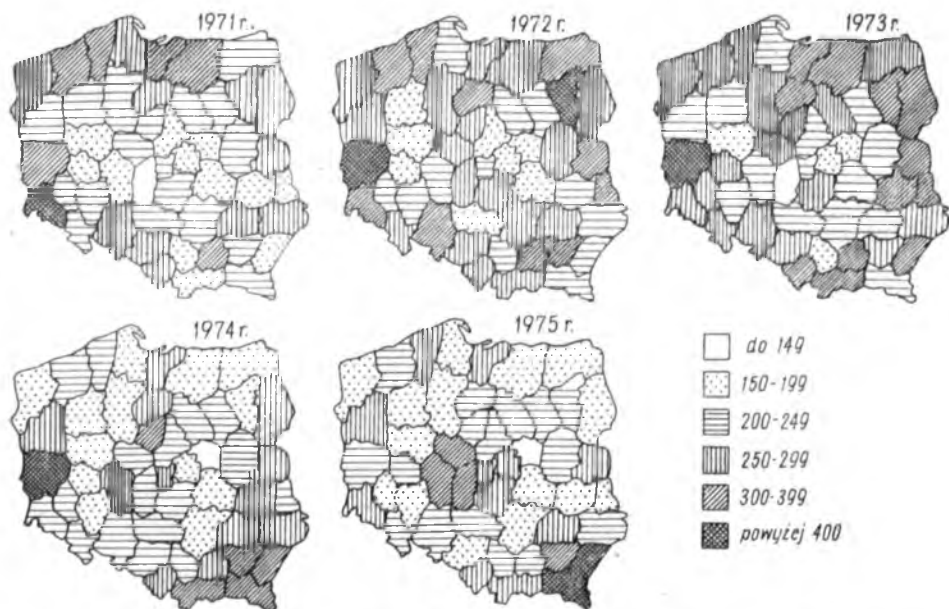 1971 r.
1972 r.
1973 r.
1974 r.
1975 r.
do 149
150-199
200-249
250-299
300-399
powyżej 400